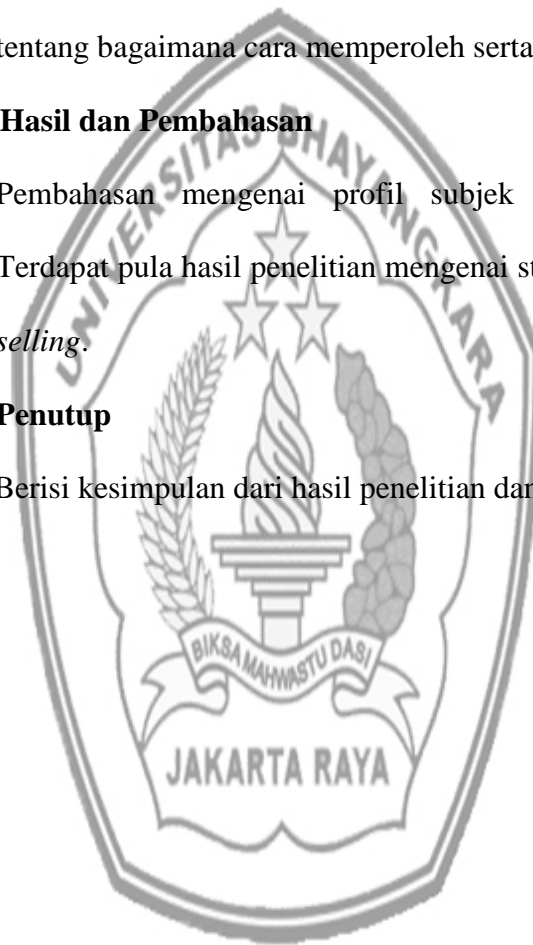 tentang bagaimana cara memperoleh serta
Hasil dan Pembahasan
Pembahasan mengenai profil subjek
Terdapat pula hasil penelitian mengenai st
selling.
Penutup
Berisi kesimpulan dari hasil penelitian dan
UNIVERSITAS BHAYANGKARA
BIKSA MAHWASTU DASI
JAKARTA RAYA